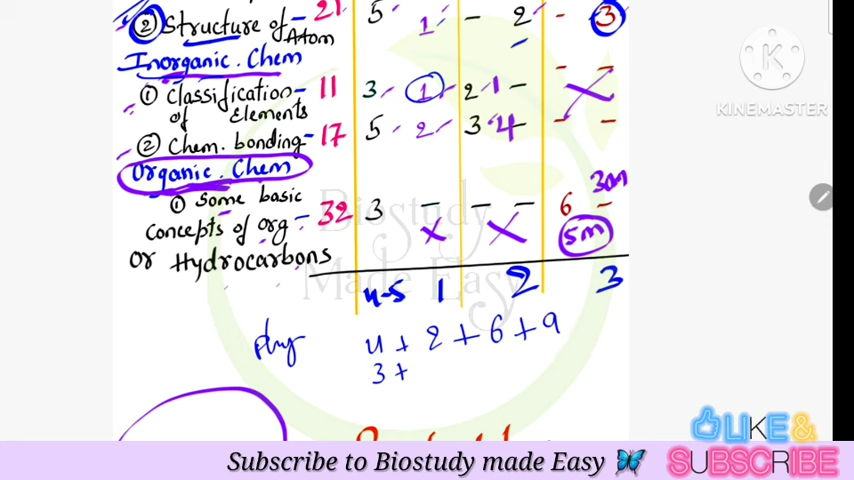 ② Structure of Atom - 21 5 1 - 2 - 3
Inorganic. Chem
① Classification of Elements - 11 3 1 2 1 - - -
② Chem. bonding - 17 5 2 3 4 - - -
Organic. Chem
① Some basic concepts of org - 32 3 - - - 6 - 3m
5m
or Hydrocarbons
4-5 1 2 3
phy 4 + 2 + 6 + 9
3 +
Biostudy
Made Easy
KINEMASTER
LIKE &
SUBSCRIBE
Subscribe to Biostudy made Easy 🦋